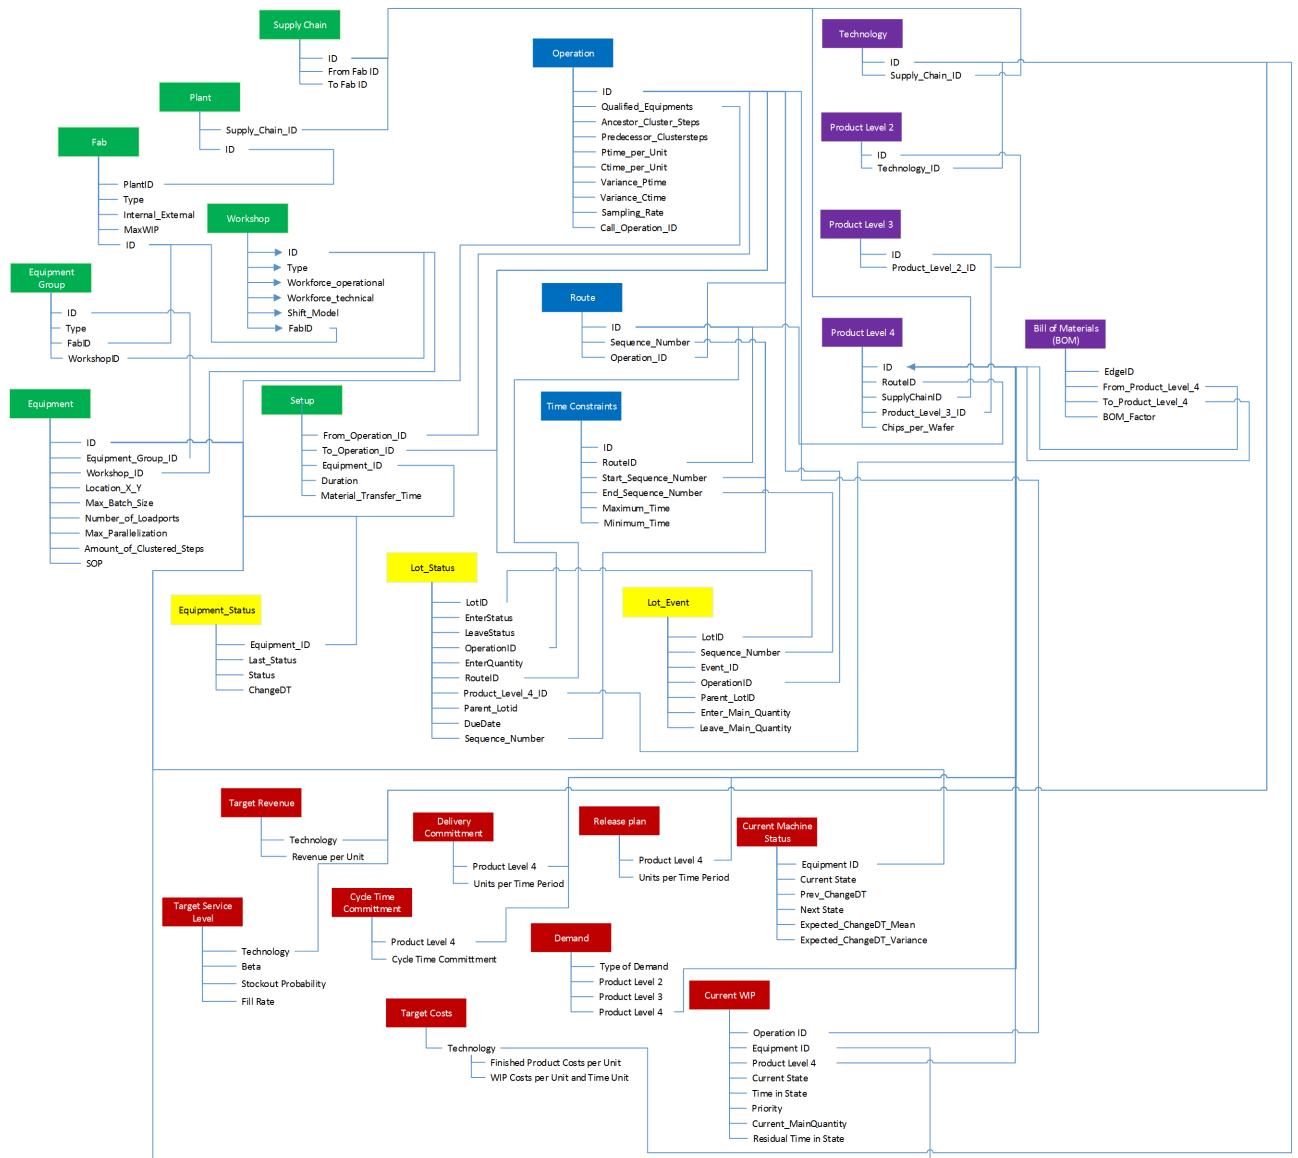 Supply Chain
ID
From Fab ID
To Fab ID
Plant
Supply_Chain_ID
ID
Fab
PlantID
Type
Internal_External
MaxWIP
ID
Workshop
ID
Type
Workforce_operational
Workforce_technical
Shift_Model
FabID
Equipment
Group
ID
Type
FabID
WorkshopID
Equipment
ID
Equipment_Group_ID
Workshop_ID
Location_X_Y
Max_Batch_Size
Number_of_Loadports
Max_Parallelization
Amount_of_Clustered_Steps
SOP
Setup
From_Operation_ID
To_Operation_ID
Equipment_ID
Duration
Material_Transfer_Time
Operation
ID
Qualified_Equipments
Ancestor_Cluster_Steps
Predecessor_Clustersteps
Ptime_per_Unit
Ctime_per_Unit
Variance_Ptime
Variance_Ctime
Sampling_Rate
Call_Operation_ID
Route
ID
Sequence_Number
Operation_ID
Time Constraints
ID
RouteID
Start_Sequence_Number
End_Sequence_Number
Maximum_Time
Minimum_Time
Technology
ID
Supply_Chain_ID
Product Level 2
ID
Technology_ID
Product Level 3
ID
Product_Level_2_ID
Product Level 4
ID
RouteID
SupplyChainID
Product_Level_3_ID
Chips_per_Wafer
Bill of Materials
(BOM)
EdgeID
From_Product_Level_4
To_Product_Level_4
BOM_Factor
Equipment_Status
Equipment_ID
Last_Status
Status
ChangeDT
Lot_Status
LotID
EnterStatus
LeaveStatus
OperationID
EnterQuantity
RouteID
Product_Level_4_ID
Parent_Lotid
DueDate
Sequence_Number
Lot_Event
LotID
Sequence_Number
Event_ID
OperationID
Parent_LotID
Enter_Main_Quantity
Leave_Main_Quantity
Target Revenue
Technology
Revenue per Unit
Delivery
Committment
Product Level 4
Units per Time Period
Release plan
Product Level 4
Units per Time Period
Current Machine
Status
Equipment ID
Current State
Prev_ChangeDT
Next State
Expected_ChangeDT_Mean
Expected_ChangeDT_Variance
Target Service
Level
Technology
Beta
Stockout Probability
Fill Rate
Cycle Time
Committment
Product Level 4
Cycle Time Committment
Demand
Type of Demand
Product Level 2
Product Level 3
Product Level 4
Target Costs
Technology
Finished Product Costs per Unit
WIP Costs per Unit and Time Unit
Current WIP
Operation ID
Equipment ID
Product Level 4
Current State
Time in State
Priority
Current_MainQuantity
Residual Time in State